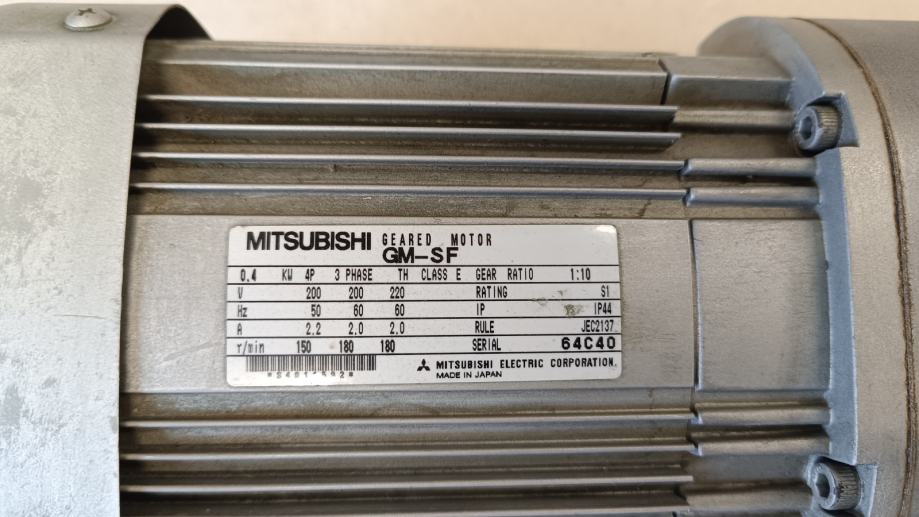 MITSUBISHI GEARED MOTOR
GM-SF
0.4 KW 4P 3 PHASE TH CLASS E GEAR RATIO 1:10
V 200 200 220 RATING S1
Hz 50 60 60 IP IP44
A 2.2 2.0 2.0 RULE JEC2137
r/min 150 180 180 SERIAL 64C40
MITSUBISHI ELECTRIC CORPORATION.
MADE IN JAPAN